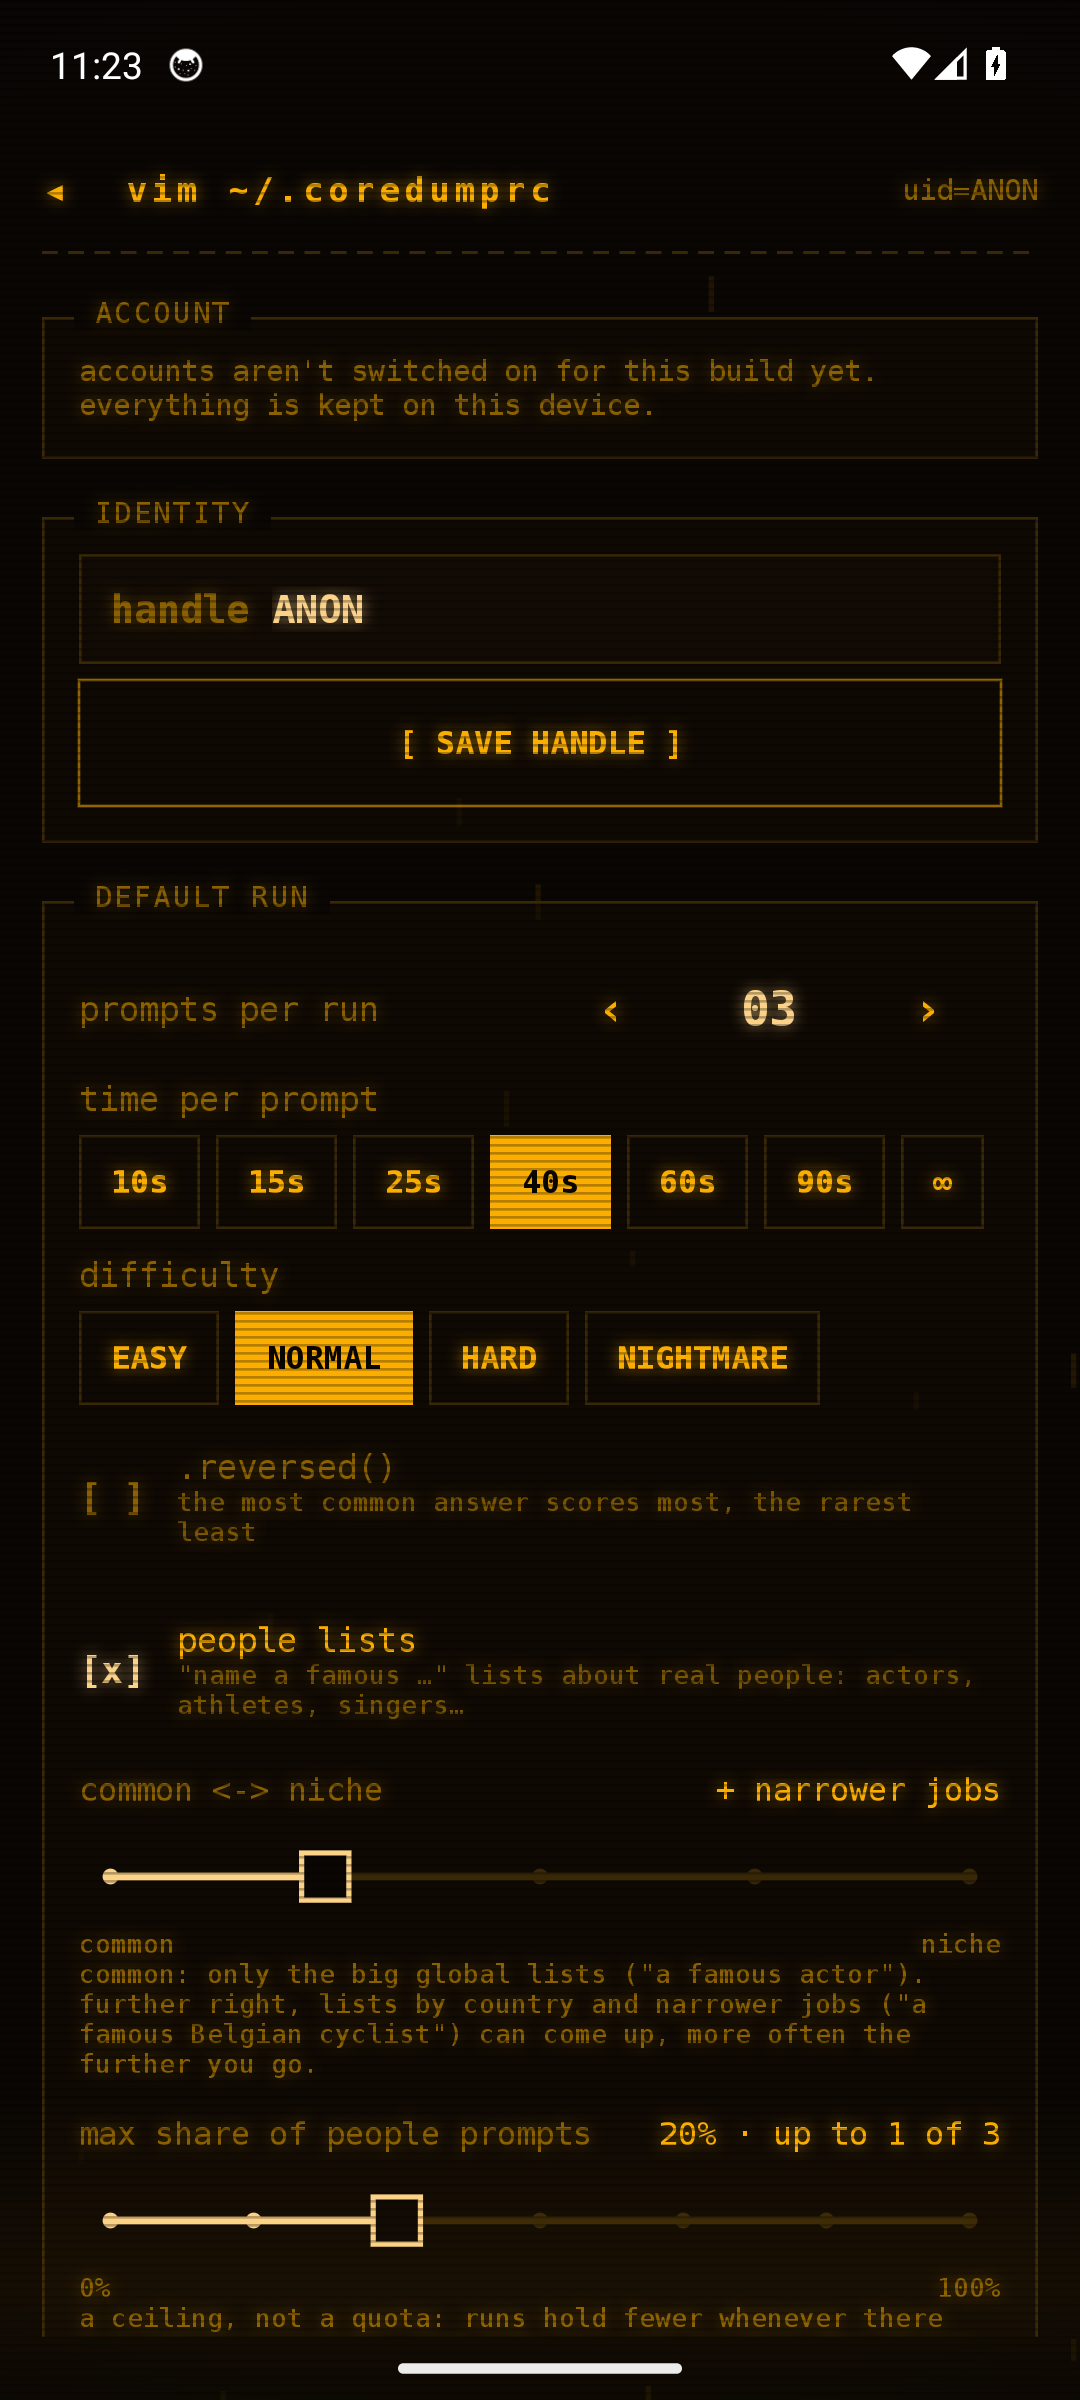 11:23
◂ vim ~/.coredumprc uid=ANON
ACCOUNT
accounts aren't switched on for this build yet.
everything is kept on this device.
IDENTITY
handle ANON
[ SAVE HANDLE ]
DEFAULT RUN
prompts per run ‹ 03 ›
time per prompt
10s 15s 25s 40s 60s 90s ∞
difficulty
EASY NORMAL HARD NIGHTMARE
[ ] .reversed()
the most common answer scores most, the rarest
least
[x] people lists
"name a famous …" lists about real people: actors,
athletes, singers…
common <-> niche + narrower jobs
common niche
common: only the big global lists ("a famous actor").
further right, lists by country and narrower jobs ("a
famous Belgian cyclist") can come up, more often the
further you go.
max share of people prompts 20% · up to 1 of 3
0% 100%
a ceiling, not a quota: runs hold fewer whenever there